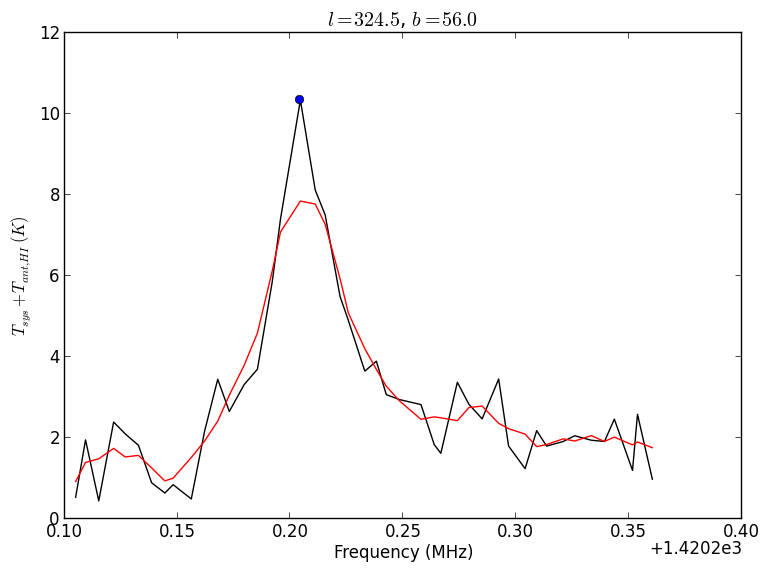 l = 324.5, b = 56.0
12
10
8
6
4
2
0
T_sys + T_ant,HI (K)
0.10 0.15 0.20 0.25 0.30 0.35 0.40
+1.4202e3
Frequency (MHz)